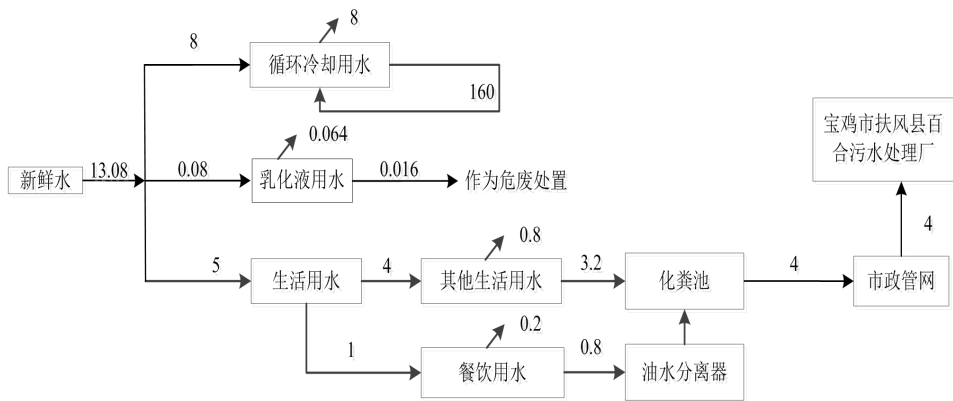 8
8
循环冷却用水
160
宝鸡市扶风县百
合污水处理厂
0.064
新鲜水
13.08
0.08
乳化液用水
0.016
作为危废处置
4
0.8
5
生活用水
4
其他生活用水
3.2
化粪池
4
市政管网
0.2
1
餐饮用水
0.8
油水分离器